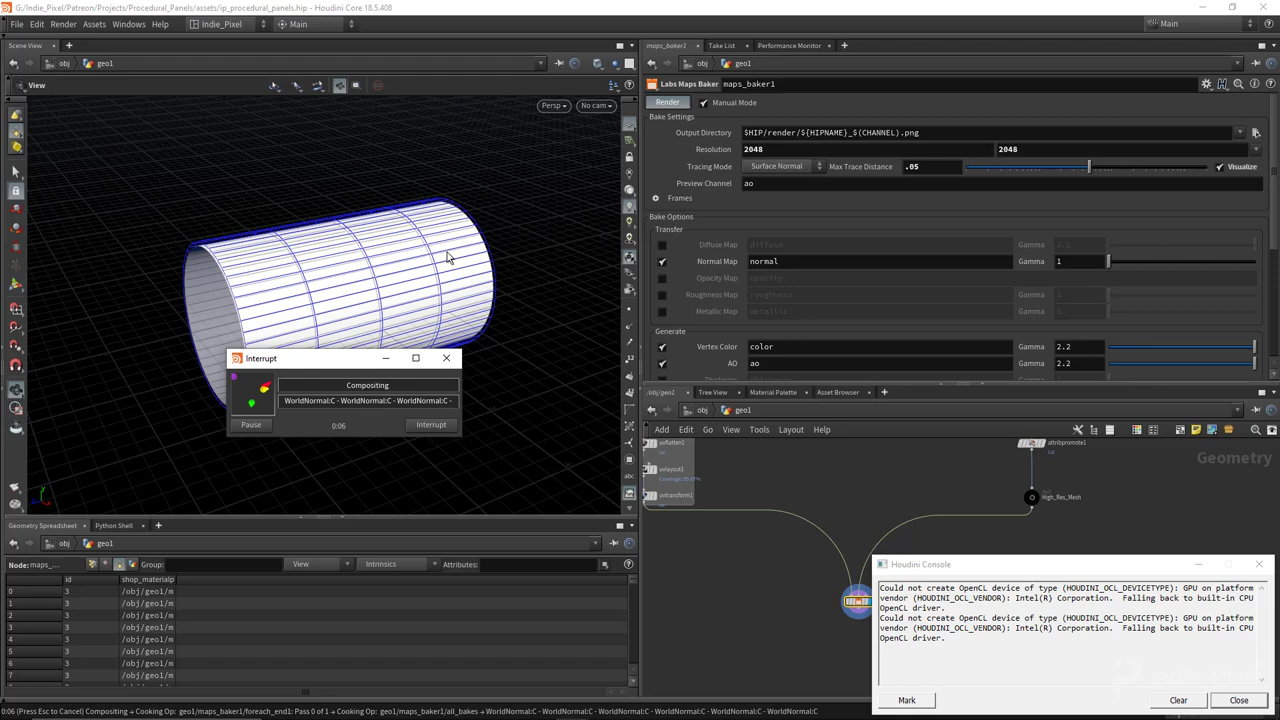 G:/Indie_Pixel/Patreon/Projects/Procedural_Panels/assets/ip_procedural_panels.hip - Houdini Core 18.5.408
File Edit Render Assets Windows Help Indie_Pixel Main Main
Scene View
obj geo1
View
Persp No cam
Interrupt
Compositing
WorldNormal:C - WorldNormal:C - WorldNormal:C -
Pause 0:06 Interrupt
Geometry Spreadsheet Python Shell
obj geo1
Node: maps_... Group: View Intrinsics Attributes:
id shop_materialp
0 3 /obj/geo1/m
1 3 /obj/geo1/m
2 3 /obj/geo1/m
3 3 /obj/geo1/m
4 3 /obj/geo1/m
5 3 /obj/geo1/m
6 3 /obj/geo1/m
7 3 /obj/geo1/m
maps_baker1 Take List Performance Monitor
obj geo1
Labs Maps Baker maps_baker1
Render Manual Mode
Bake Settings
Output Directory $HIP/render/${HIPNAME}_$(CHANNEL).png
Resolution 2048 2048
Tracing Mode Surface Normal Max Trace Distance .05 Visualize
Preview Channel ao
Frames
Bake Options
Transfer
Diffuse Map diffuse Gamma 2.2
Normal Map normal Gamma 1
Opacity Map opacity
Roughness Map roughness Gamma 1
Metallic Map metallic Gamma 1
Generate
Vertex Color color Gamma 2.2
AO ao Gamma 2.2
/obj/geo1 Tree View Material Palette Asset Browser
obj geo1
Add Edit Go View Tools Layout Help
Geometry
uvflatten1
uvlayout1
uvtransform1
attribpromote1
Cd
High_Res_Mesh
Houdini Console
Could not create OpenCL device of type (HOUDINI_OCL_DEVICETYPE): GPU on platform
vendor (HOUDINI_OCL_VENDOR): Intel(R) Corporation. Falling back to built-in CPU
OpenCL driver.
Could not create OpenCL device of type (HOUDINI_OCL_DEVICETYPE): GPU on platform
vendor (HOUDINI_OCL_VENDOR): Intel(R) Corporation. Falling back to built-in CPU
OpenCL driver.
Mark Clear Close
0:06 (Press Esc to Cancel) Compositing → Cooking Op: geo1/maps_baker1/foreach_end1: Pass 0 of 1 → Cooking Op: geo1/maps_baker1/all_bakes → WorldNormal:C - WorldNormal:C - WorldNormal:C - WorldNormal:C